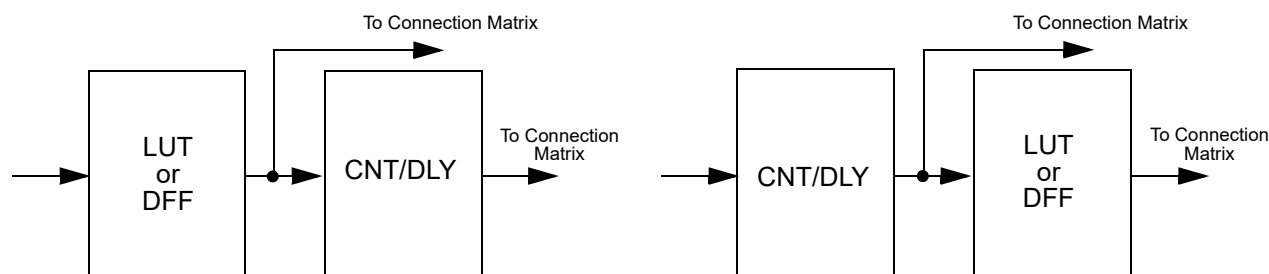 To Connection Matrix
LUT
or
DFF
CNT/DLY
To Connection
Matrix
To Connection Matrix
CNT/DLY
LUT
or
DFF
To Connection
Matrix